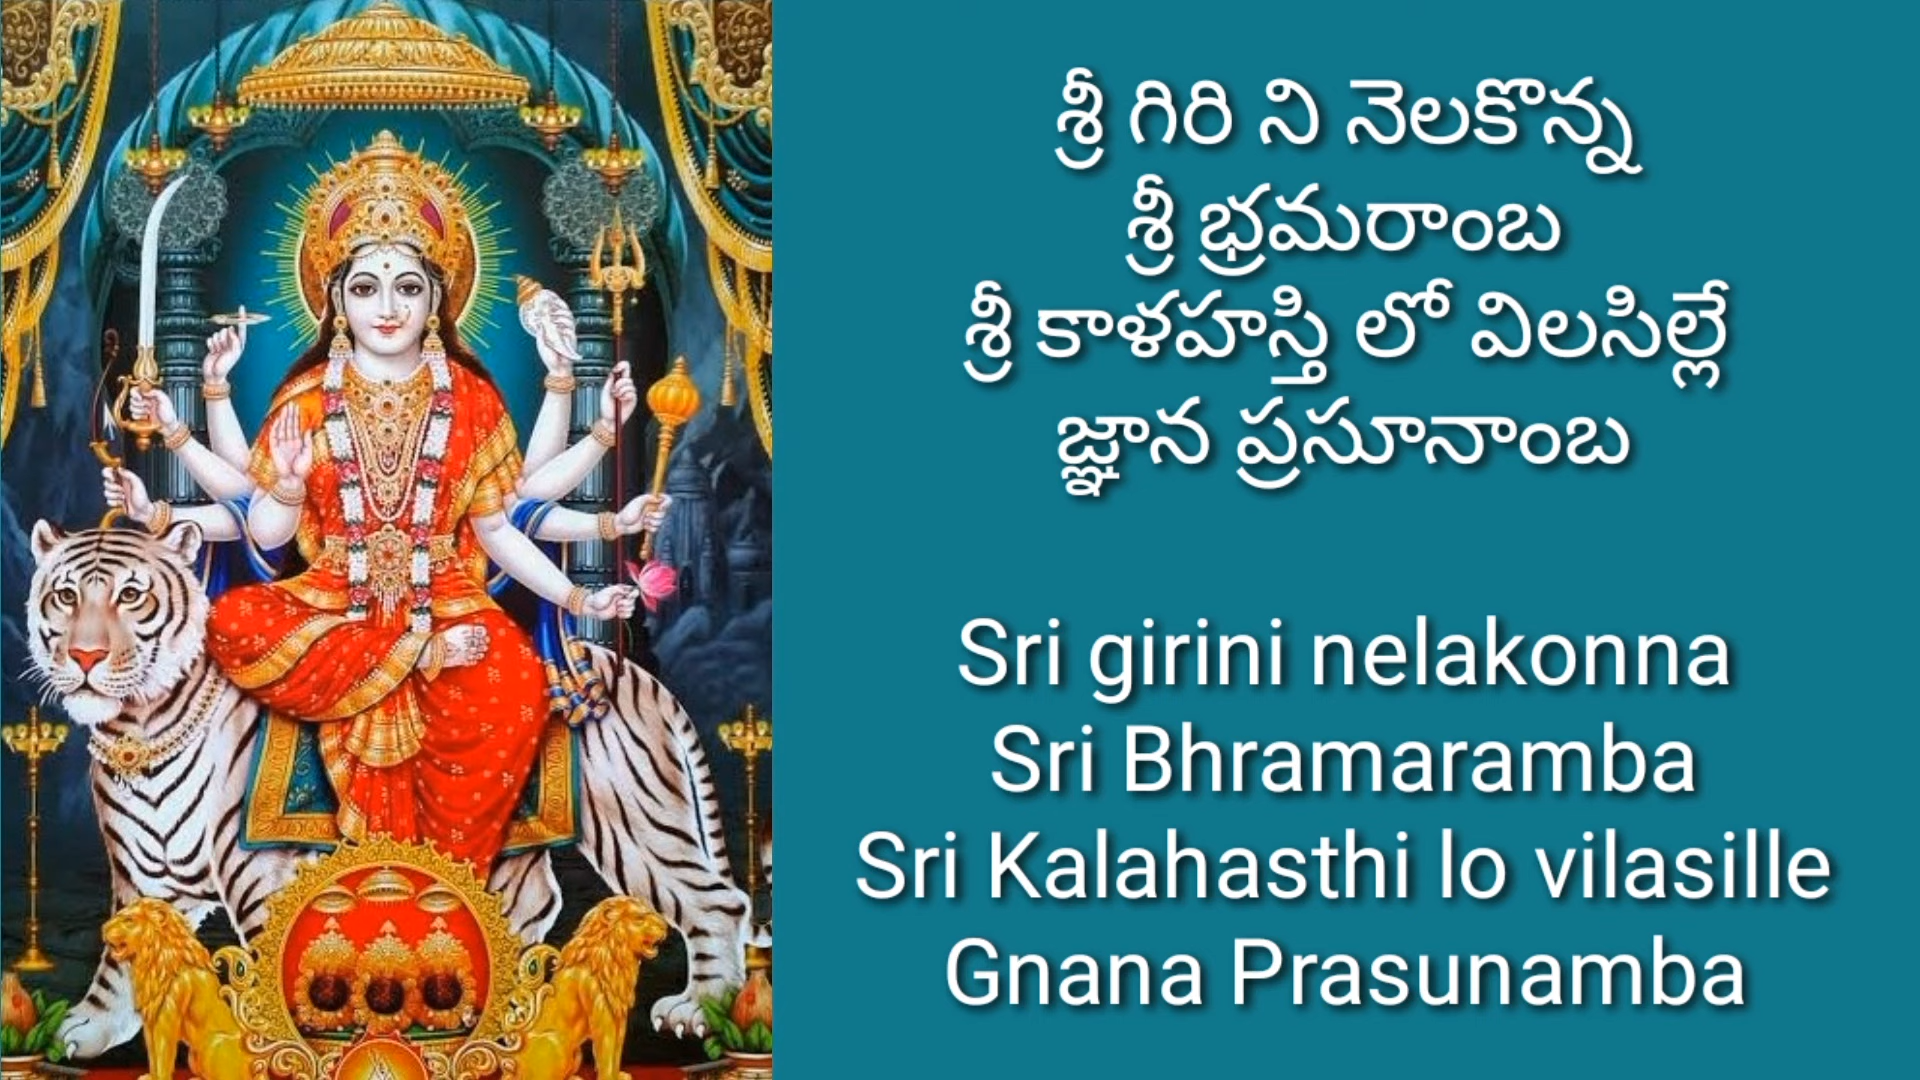 శ్రీ గిరి ని నెలకొన్న
శ్రీ భ్రమరాంబ
శ్రీ కాళహస్తి లో విలసిల్లే
జ్ఞాన ప్రసూనాంబ
Sri girini nelakonna
Sri Bhramaramba
Sri Kalahasthi lo vilasille
Gnana Prasunamba